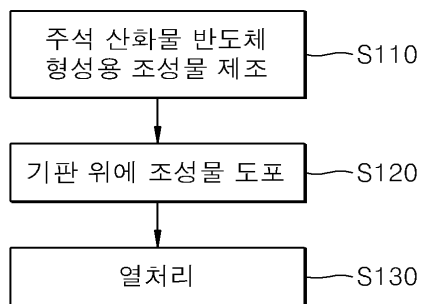 주석 산화물 반도체
형성용 조성물 제조
S110
기판 위에 조성물 도포
S120
열처리
S130